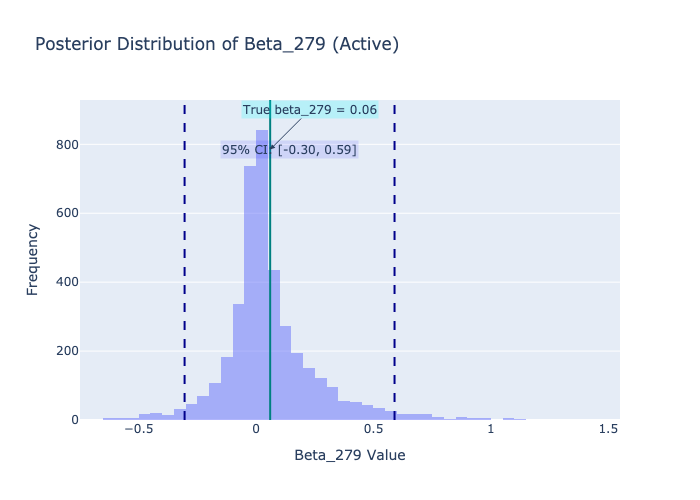 Posterior Distribution of Beta_279 (Active)
True beta_279 = 0.06
95% CI: [-0.30, 0.59]
800
600
400
200
0
Frequency
−0.5
0
0.5
1
1.5
Beta_279 Value